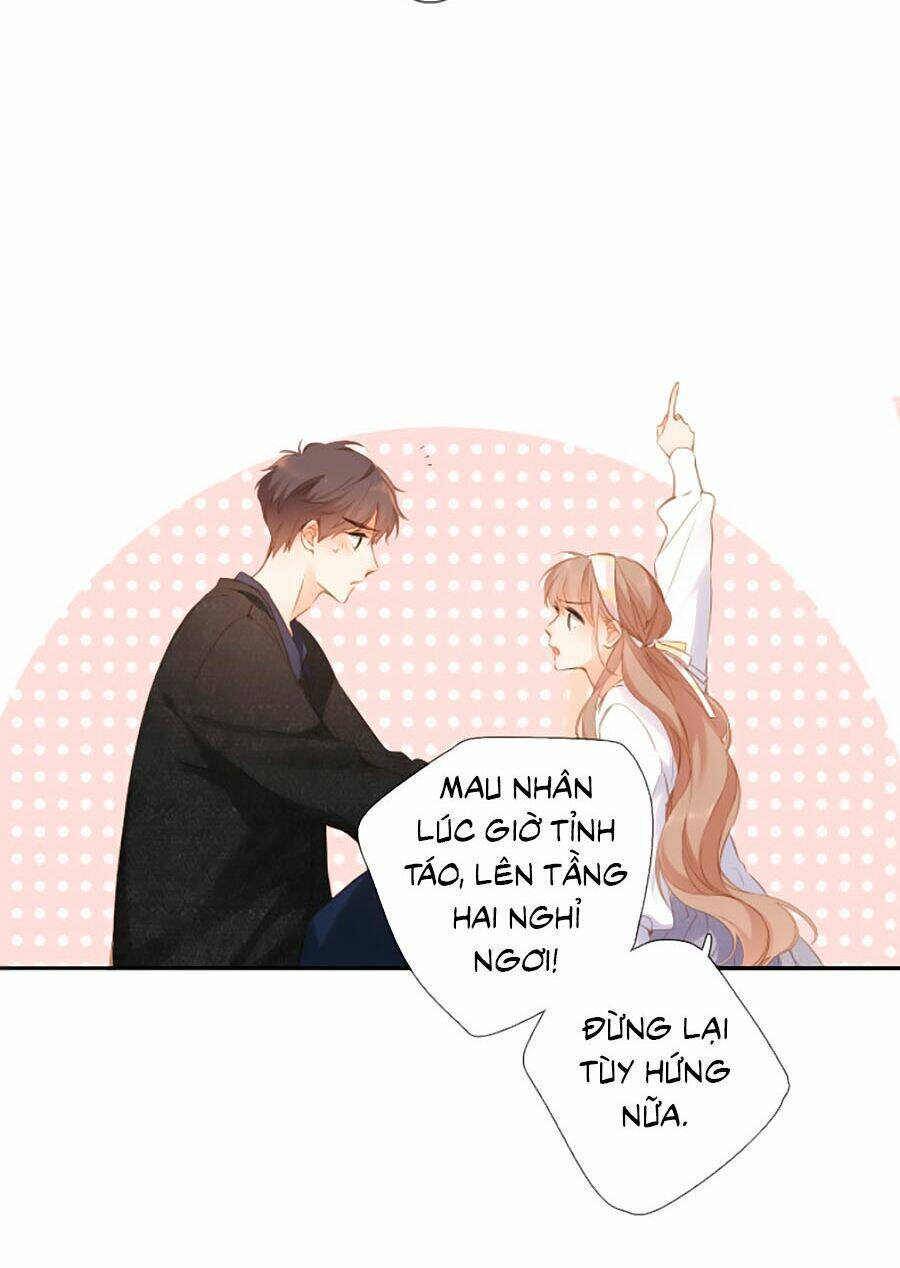 MAU NHÂN
LÚC GIỜ TỈNH
TÁO, LÊN TẦNG
HAI NGHỈ
NGƠI!
ĐỪNG LẠI
TÙY HỨNG
NỮA.